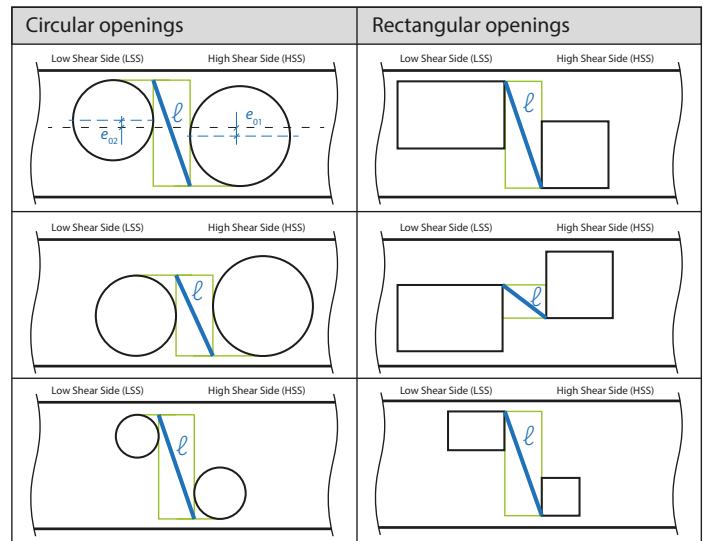 Circular openings
Rectangular openings
Low Shear Side (LSS) High Shear Side (HSS)
ℓ
e02
e01
Low Shear Side (LSS) High Shear Side (HSS)
ℓ
Low Shear Side (LSS) High Shear Side (HSS)
ℓ
Low Shear Side (LSS) High Shear Side (HSS)
ℓ
Low Shear Side (LSS) High Shear Side (HSS)
ℓ
Low Shear Side (LSS) High Shear Side (HSS)
ℓ